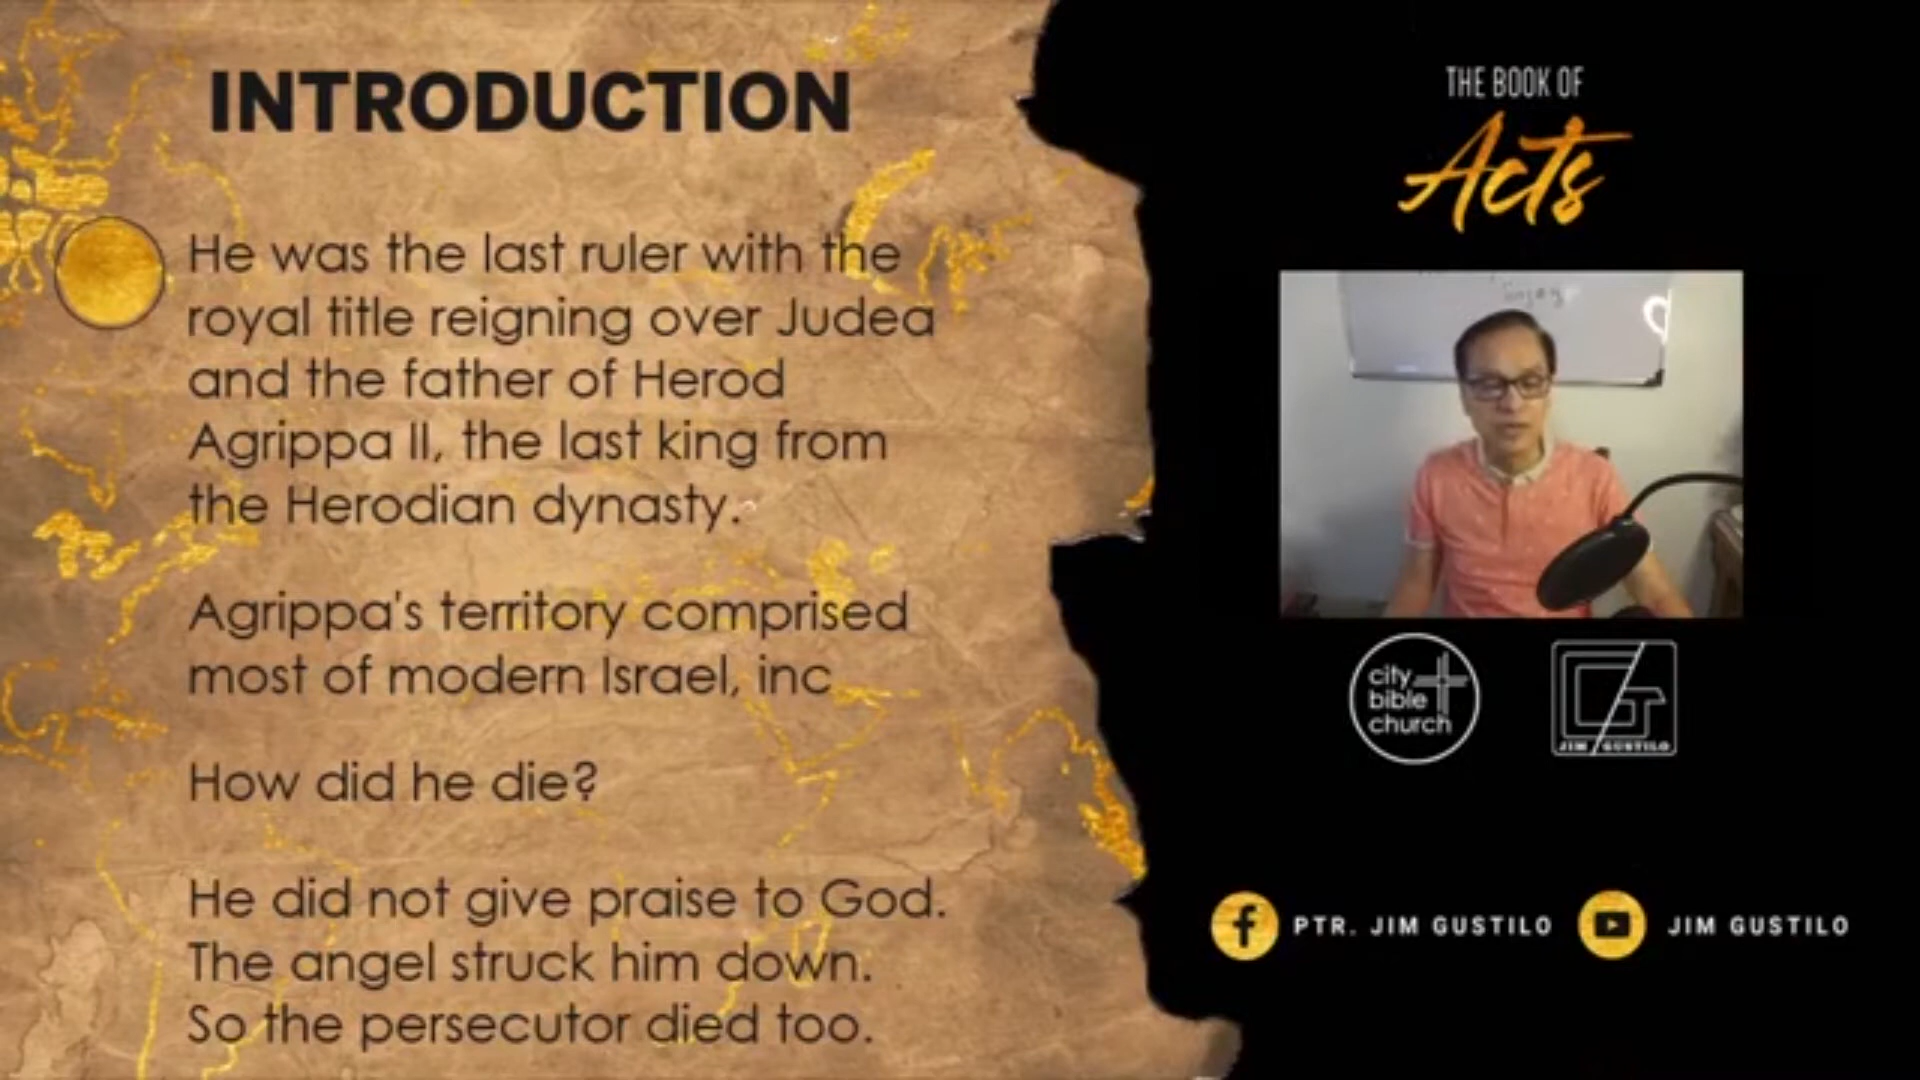 INTRODUCTION
He was the last ruler with the
royal title reigning over Judea
and the father of Herod
Agrippa II, the last king from
the Herodian dynasty.
Agrippa's territory comprised
most of modern Israel, inc
How did he die?
He did not give praise to God.
The angel struck him down.
So the persecutor died too.
THE BOOK OF
Acts
city
bible
church
JIM GUSTILO
PTR. JIM GUSTILO
JIM GUSTILO